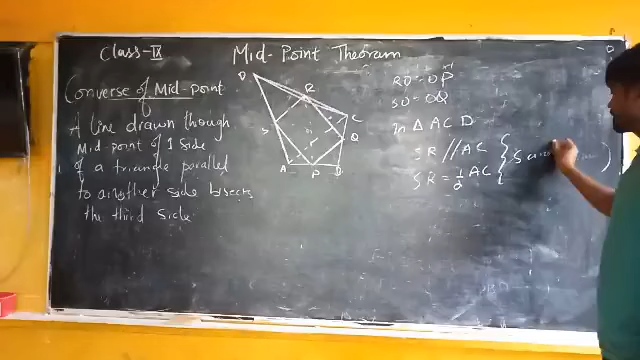 Class-IX
Mid-Point Theoram
Converse of Mid-point
A line drawn though
Mid-point of 1 side
of a triangle parallel
to another side bisects
the third side.
D
R
C
S
Q
A
P
B
RO = OP
SO = OQ
In Δ ACD
SR // AC
SR = 1/2 AC